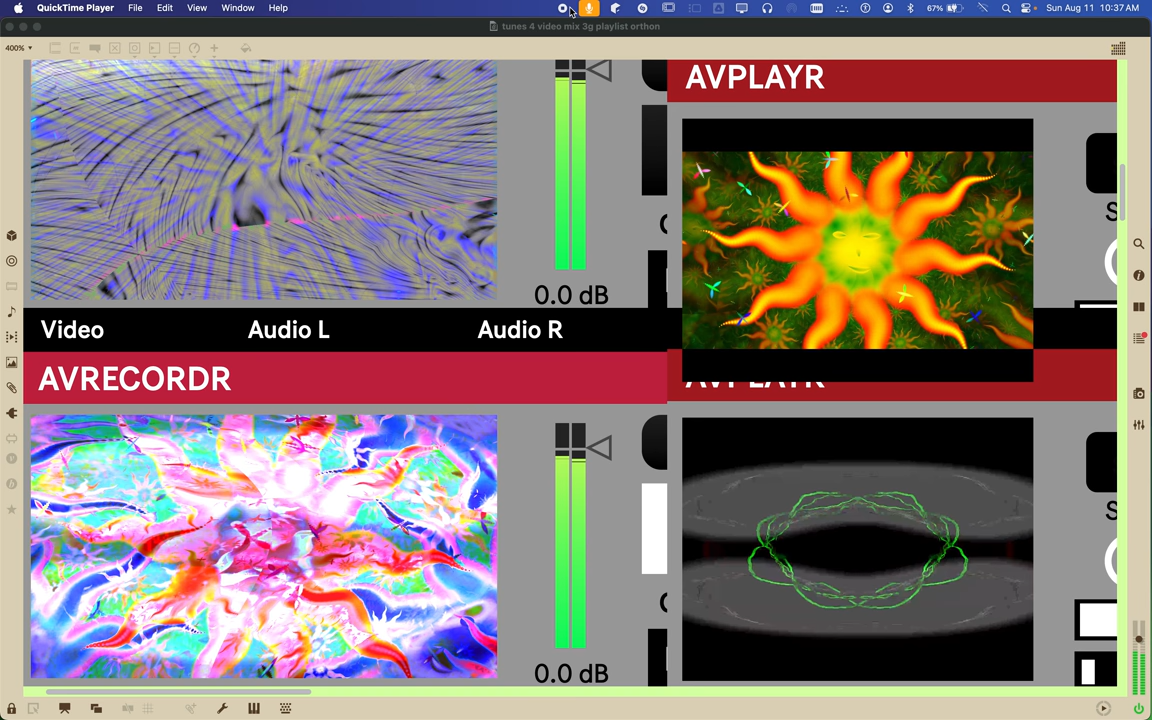 QuickTime Player File Edit View Window Help 67% Sun Aug 11 10:37 AM
tunes 4 video mix 3g playlist orthon
400%
AVPLAYR
S
0.0 dB
Video Audio L Audio R
AVRECORDR
AVPLAYR
S
0.0 dB